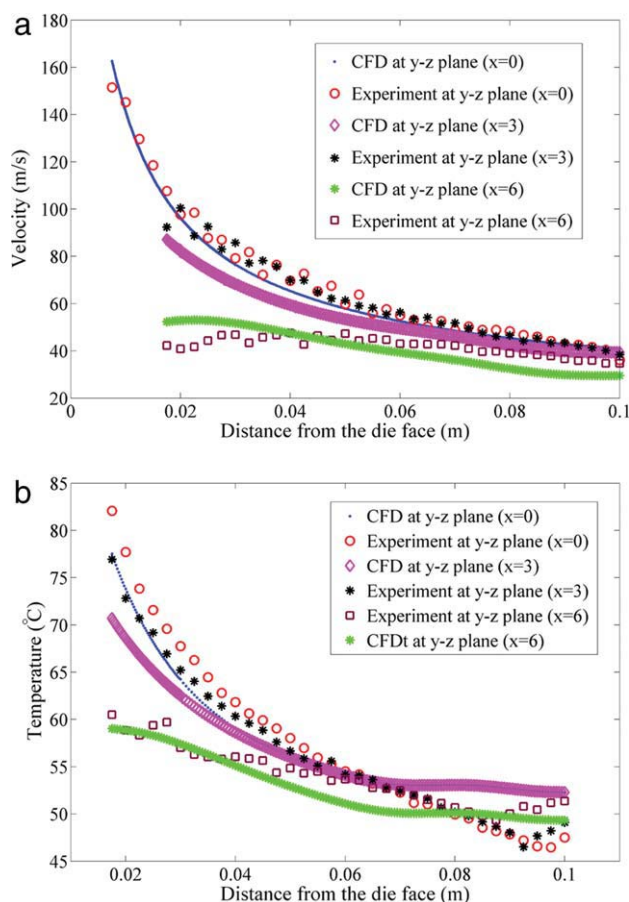 a
180
160
140
120
100
80
60
40
20
Velocity (m/s)
CFD at y-z plane (x=0)
Experiment at y-z plane (x=0)
CFD at y-z plane (x=3)
Experiment at y-z plane (x=3)
CFD at y-z plane (x=6)
Experiment at y-z plane (x=6)
0 0.02 0.04 0.06 0.08 0.1
Distance from the die face (m)
b
85
80
75
70
65
60
55
50
45
Temperature (°C)
CFD at y-z plane (x=0)
Experiment at y-z plane (x=0)
CFD at y-z plane (x=3)
Experiment at y-z plane (x=3)
Experiment at y-z plane (x=6)
CFDt at y-z plane (x=6)
0.02 0.04 0.06 0.08 0.1
Distance from the die face (m)